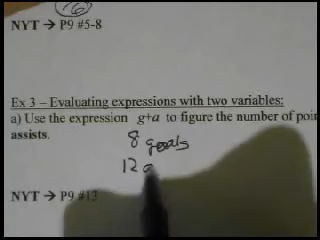 16
NYT → P9 #5-8
Ex 3 – Evaluating expressions with two variables:
a) Use the expression g+a to figure the number of poi
assists.
8 goals
12 a
NYT → P9 #13